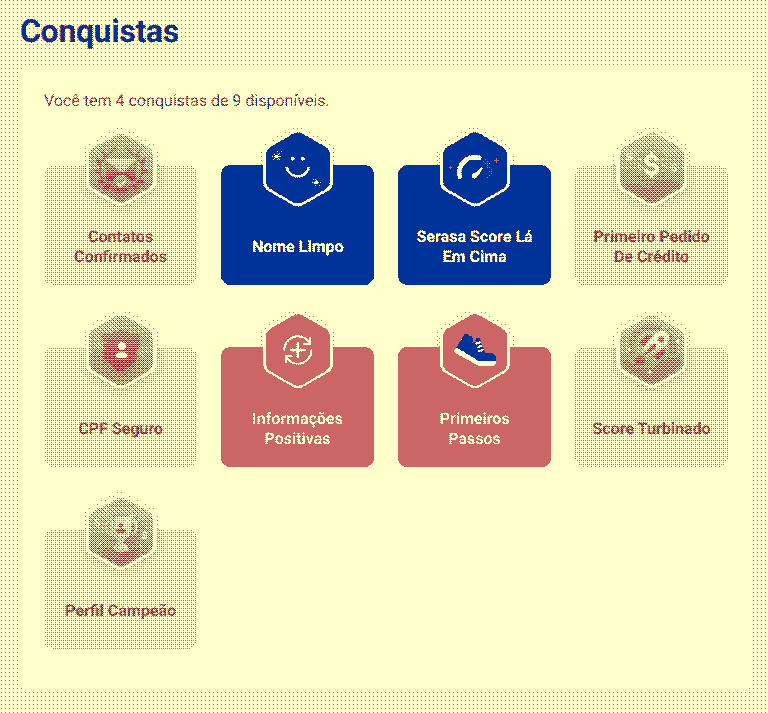 Conquistas
Você tem 4 conquistas de 9 disponíveis.
Contatos
Confirmados
Nome Limpo
Serasa Score Lá
Em Cima
Primeiro Pedido
De Crédito
CPF Seguro
Informações
Positivas
Primeiros
Passos
Score Turbinado
Perfil Campeão